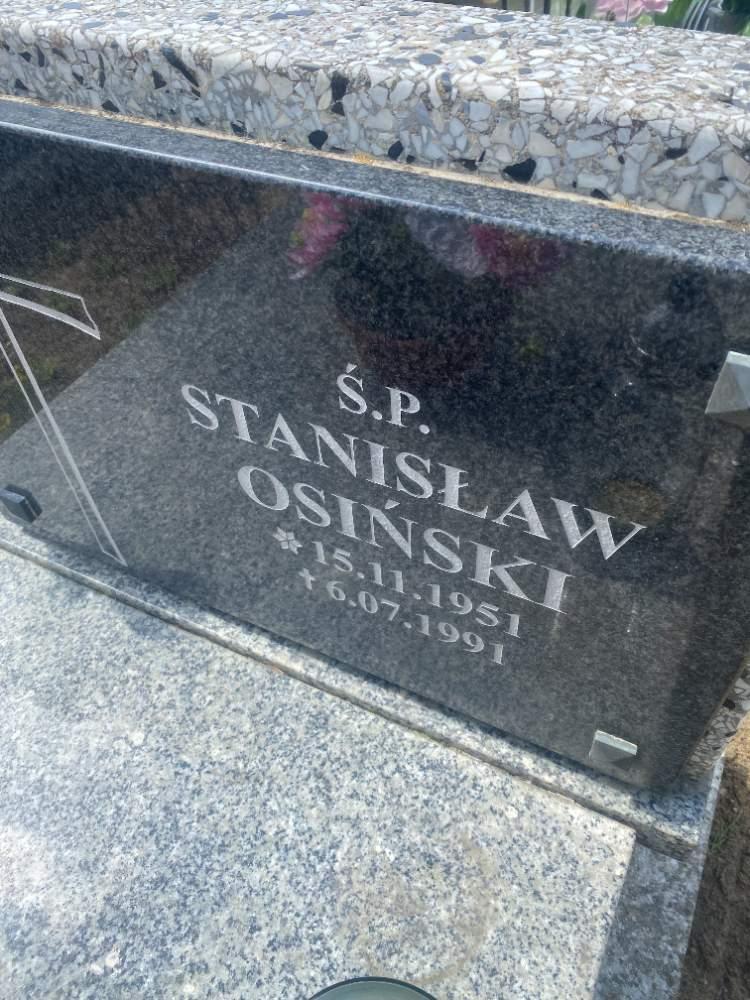 Ś.P.
STANISŁAW
OSIŃSKI
* 15.11.1951
† 6.07.1991